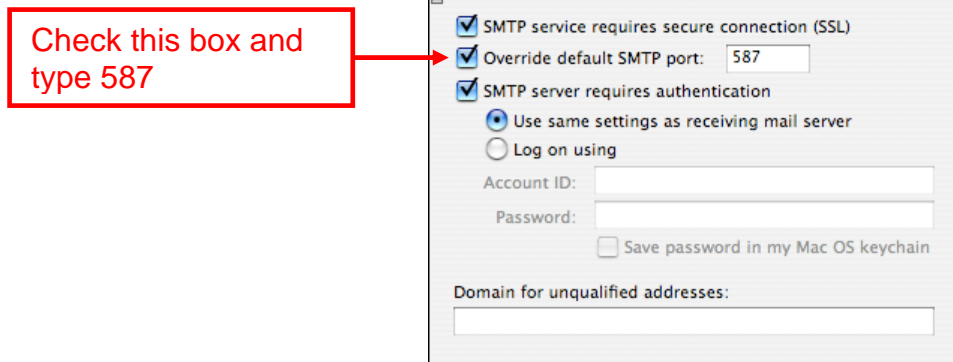 Check this box and
type 587
SMTP service requires secure connection (SSL)
Override default SMTP port: 587
SMTP server requires authentication
Use same settings as receiving mail server
Log on using
Account ID:
Password:
Save password in my Mac OS keychain
Domain for unqualified addresses: